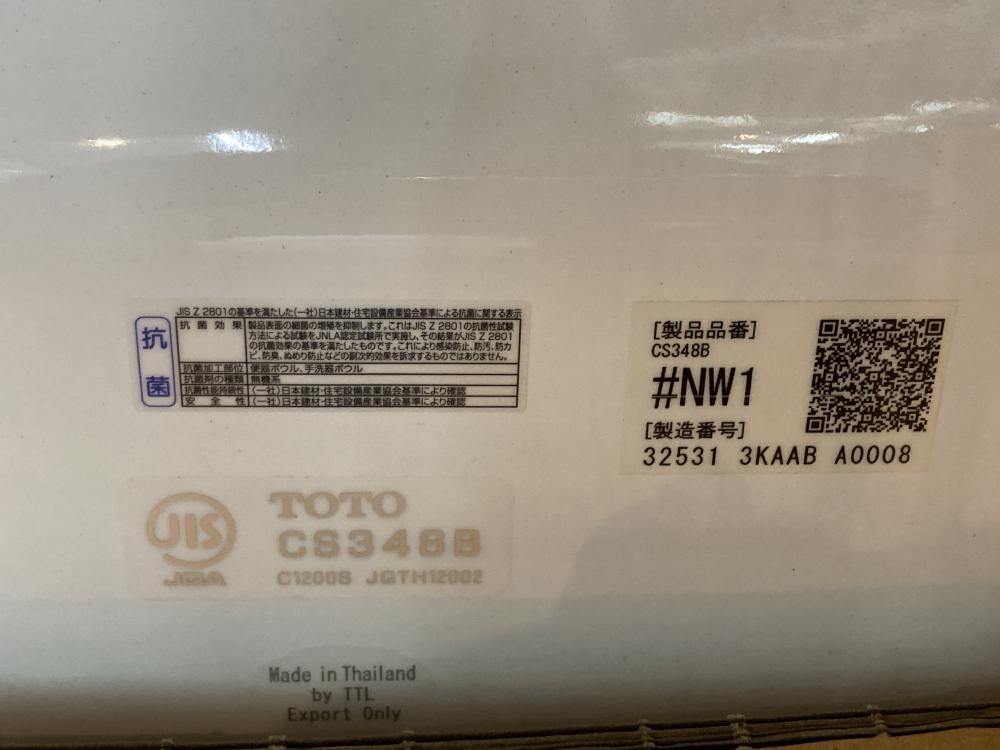 JIS Z 2801の基準を満たした(一社)日本建材・住宅設備産業協会基準による抗菌に関する表示
抗菌
抗菌効果 製品表面の細菌の増殖を抑制します。これはJIS Z 2801の抗菌性試験
方法による試験をJNLA認定試験所で実施し、その結果がJIS Z 2801
の抗菌効果の基準を満たしたものです。これにより感染防止、防汚、防カ
ビ、防臭、ぬめり防止などの副次的効果を訴求するものではありません。
抗菌加工部位 便器ボウル、手洗器ボウル
抗菌剤の種類 無機系
抗菌性能持続性 (一社)日本建材・住宅設備産業協会基準により確認
安全性 (一社)日本建材・住宅設備産業協会基準により確認
[製品品番]
CS348B
#NW1
[製造番号]
32531 3KAAB A0008
JIS
JQA
TOTO
CS348B
C1200S JQTH12002
Made in Thailand
by TTL
Export Only